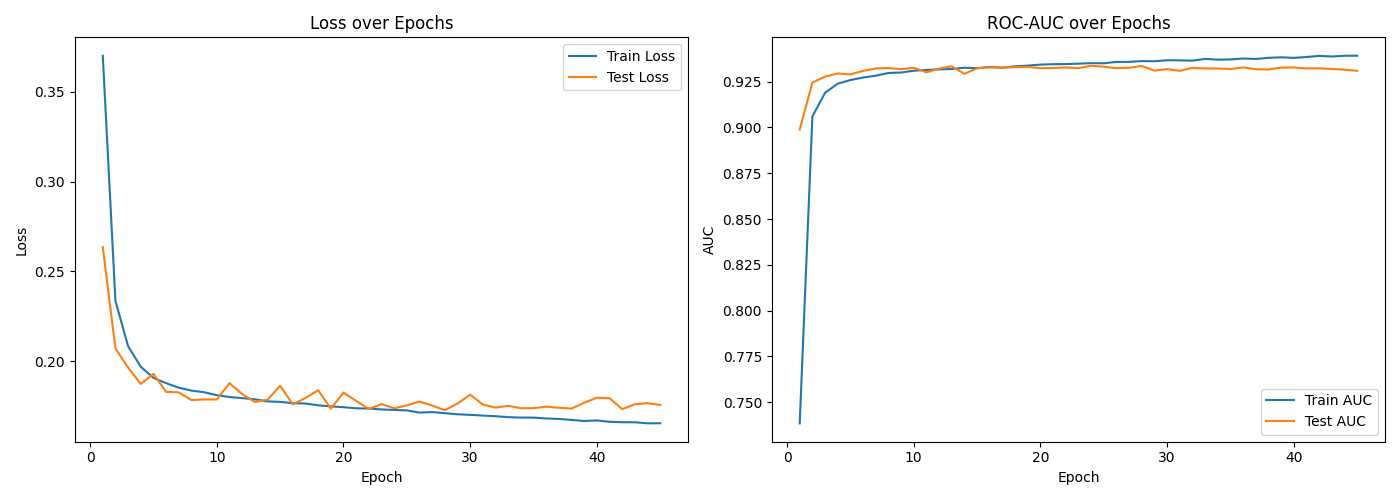 Loss over Epochs
Loss
0.35
0.30
0.25
0.20
0
10
20
30
40
Epoch
Train Loss
Test Loss
ROC-AUC over Epochs
AUC
0.925
0.900
0.875
0.850
0.825
0.800
0.775
0.750
0
10
20
30
40
Epoch
Train AUC
Test AUC